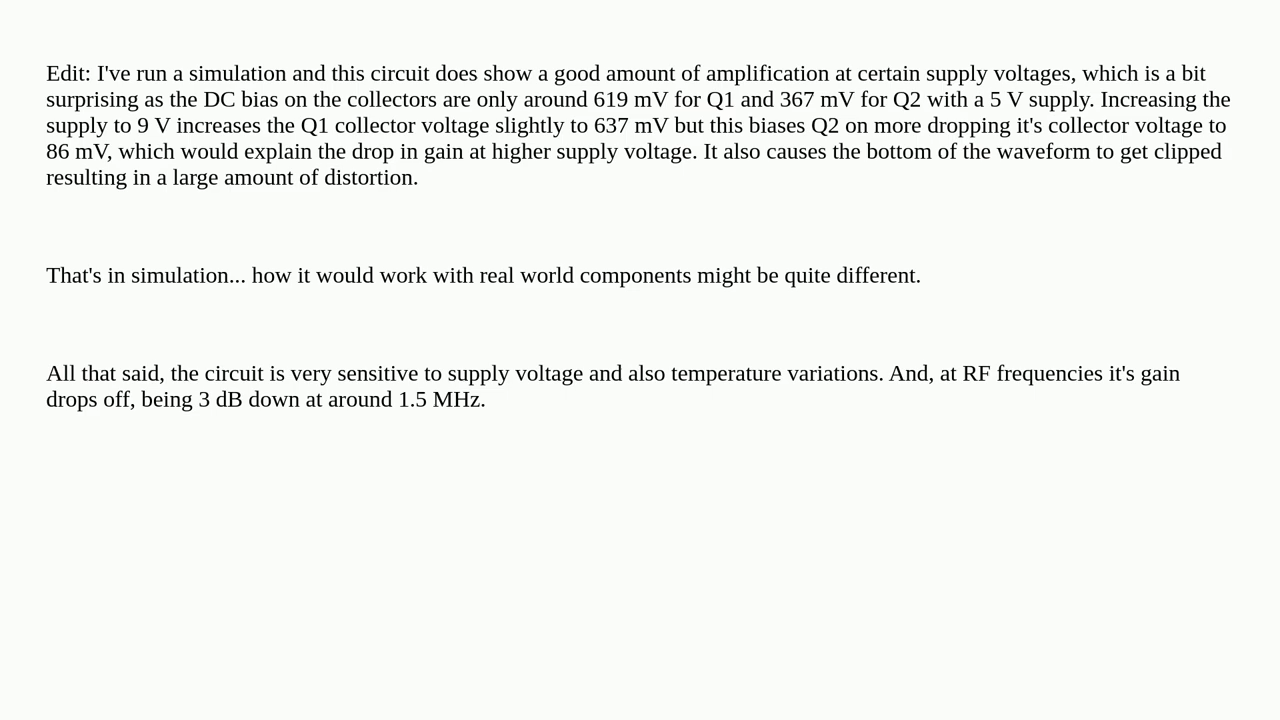 Edit: I've run a simulation and this circuit does show a good amount of amplification at certain supply voltages, which is a bit
surprising as the DC bias on the collectors are only around 619 mV for Q1 and 367 mV for Q2 with a 5 V supply. Increasing the
supply to 9 V increases the Q1 collector voltage slightly to 637 mV but this biases Q2 on more dropping it's collector voltage to
86 mV, which would explain the drop in gain at higher supply voltage. It also causes the bottom of the waveform to get clipped
resulting in a large amount of distortion.
That's in simulation... how it would work with real world components might be quite different.
All that said, the circuit is very sensitive to supply voltage and also temperature variations. And, at RF frequencies it's gain
drops off, being 3 dB down at around 1.5 MHz.